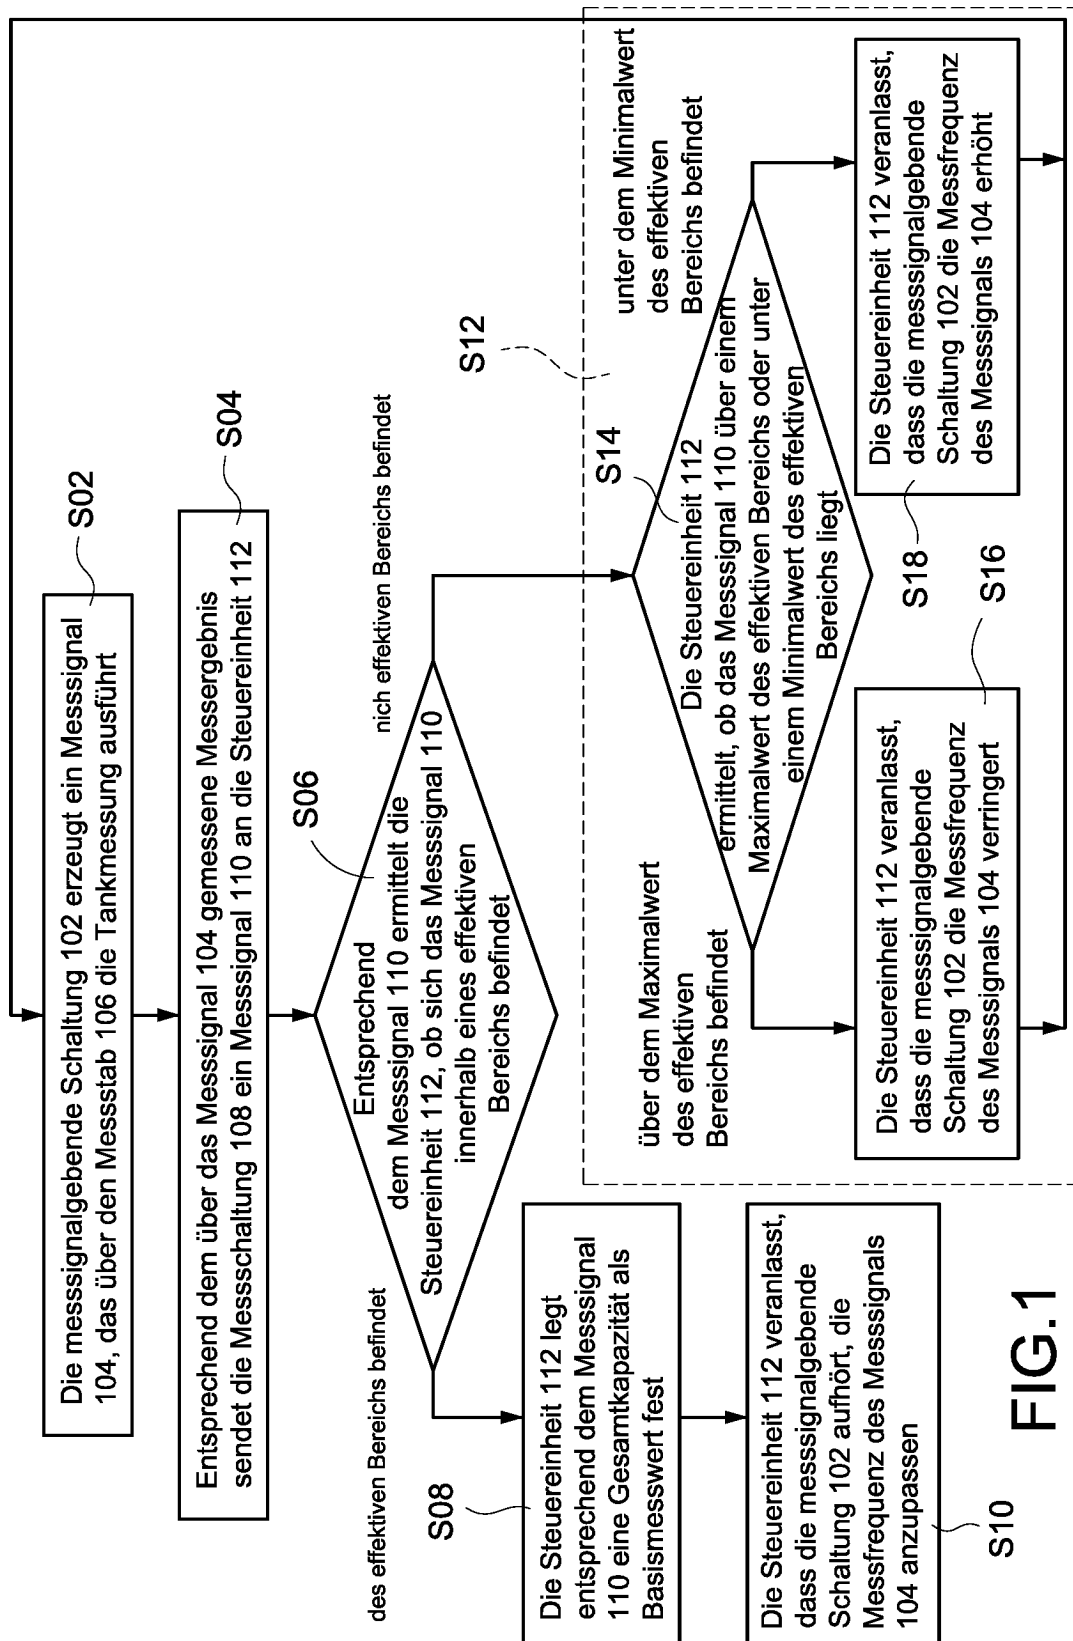 Die messsignalgebende Schaltung 102 erzeugt ein Messsignal
104, das über den Messstab 106 die Tankmessung ausführt
S02
Entsprechend dem über das Messsignal 104 gemessene Messergebnis
sendet die Messschaltung 108 ein Messsignal 110 an die Steuereinheit 112
S04
Entsprechend
dem Messsignal 110 ermittelt die
Steuereinheit 112, ob sich das Messsignal 110
innerhalb eines effektiven
Bereichs befindet
S06
des effektiven Bereichs befindet
nich effektiven Bereichs befindet
Die Steuereinheit 112 legt
entsprechend dem Messsignal
110 eine Gesamtkapazität als
Basismesswert fest
S08
Die Steuereinheit 112 veranlasst,
dass die messsignalgebende
Schaltung 102 aufhört, die
Messfrequenz des Messsignals
104 anzupassen
S10
S12
Die Steuereinheit 112
ermittelt, ob das Messsignal 110 über einem
Maximalwert des effektiven Bereichs oder unter
einem Minimalwert des effektiven
Bereichs liegt
S14
über dem Maximalwert
des effektiven
Bereichs befindet
unter dem Minimalwert
des effektiven
Bereichs befindet
Die Steuereinheit 112 veranlasst,
dass die messignalgebende
Schaltung 102 die Messfrequenz
des Messsignals 104 verringert
S16
Die Steuereinheit 112 veranlasst,
dass die messsignalgebende
Schaltung 102 die Messfrequenz
des Messsignals 104 erhöht
S18
FIG.1